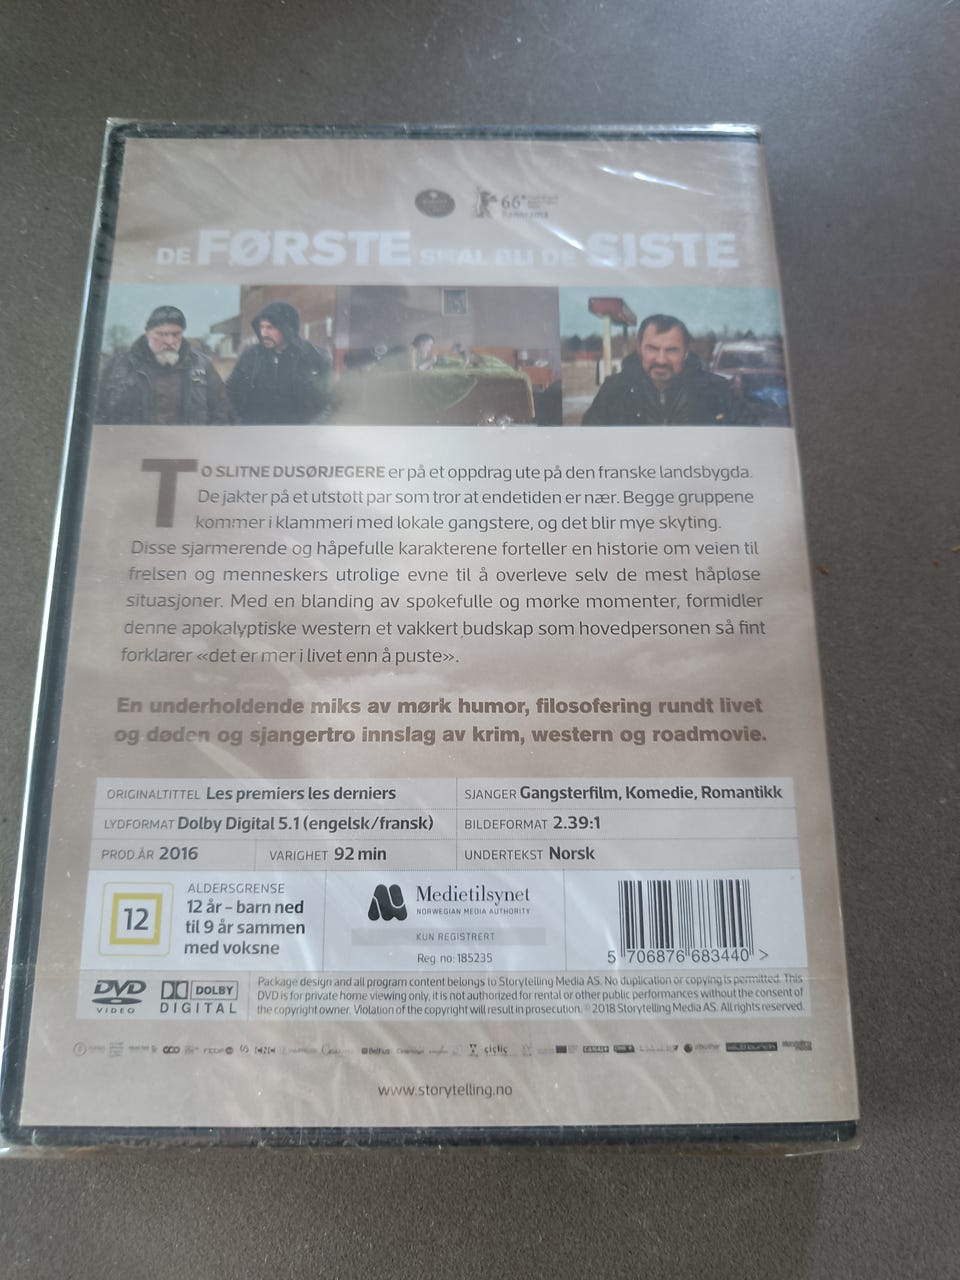 66
Panorama
DE FØRSTE SKAL BLI DE SISTE
TO SLITNE DUSØRJEGERE er på et oppdrag ute på den franske landsbygda.
De jakter på et utstøtt par som tror at endetiden er nær. Begge gruppene
kommer i klammeri med lokale gangstere, og det blir mye skyting.
Disse sjarmerende og håpefulle karakterene forteller en historie om veien til
frelsen og menneskers utrolige evne til å overleve selv de mest håpløse
situasjoner. Med en blanding av spøkefulle og mørke momenter, formidler
denne apokalyptiske western et vakkert budskap som hovedpersonen så fint
forklarer «det er mer i livet enn å puste».
En underholdende miks av mørk humor, filosofering rundt livet
og døden og sjangertro innslag av krim, western og roadmovie.
ORIGINALTITTEL Les premiers les derniers
SJANGER Gangsterfilm, Komedie, Romantikk
LYDFORMAT Dolby Digital 5.1 (engelsk/fransk)
BILDEFORMAT 2.39:1
PROD.ÅR 2016
VARIGHET 92 min
UNDERTEKST Norsk
12
ALDERSGRENSE
12 år – barn ned
til 9 år sammen
med voksne
Medietilsynet
NORWEGIAN MEDIA AUTHORITY
KUN REGISTRERT
Reg. no: 185235
5 706876 683440 >
DVD
VIDEO
DOLBY
DIGITAL
Package design and all program content belongs to Storytelling Media AS. No duplication or copying is permitted. This
DVD is for private home viewing only, it is not authorized for rental or other public performances without the consent of
the copyright owner. Violation of the copyright will result in prosecution. ©2018 Storytelling Media AS. All rights reserved.
Belfius
ciclic
CANAL+
WILD BUNCH
www.storytelling.no